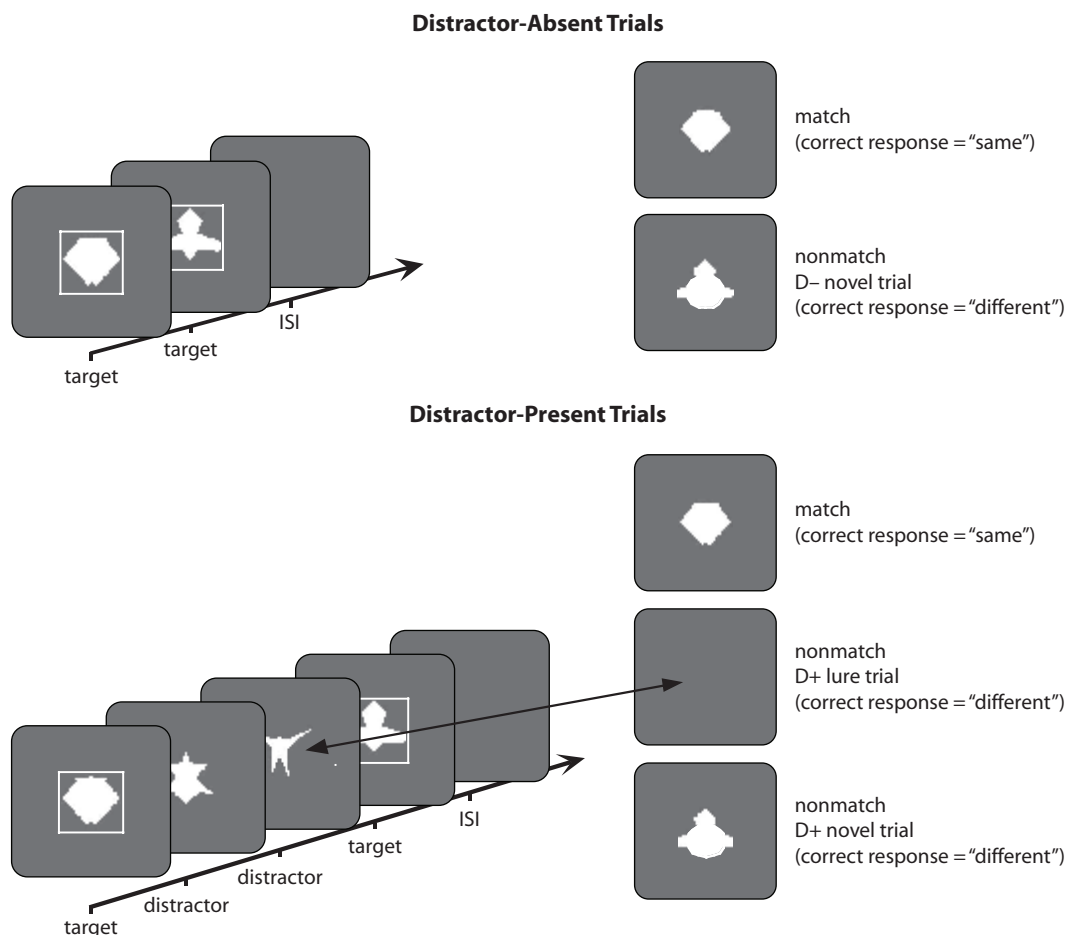 Distractor-Absent Trials
match
(correct response = “same”)
nonmatch
D– novel trial
(correct response = “different”)
ISI
target
target
Distractor-Present Trials
match
(correct response = “same”)
nonmatch
D+ lure trial
(correct response = “different”)
nonmatch
D+ novel trial
(correct response = “different”)
ISI
target
distractor
distractor
target